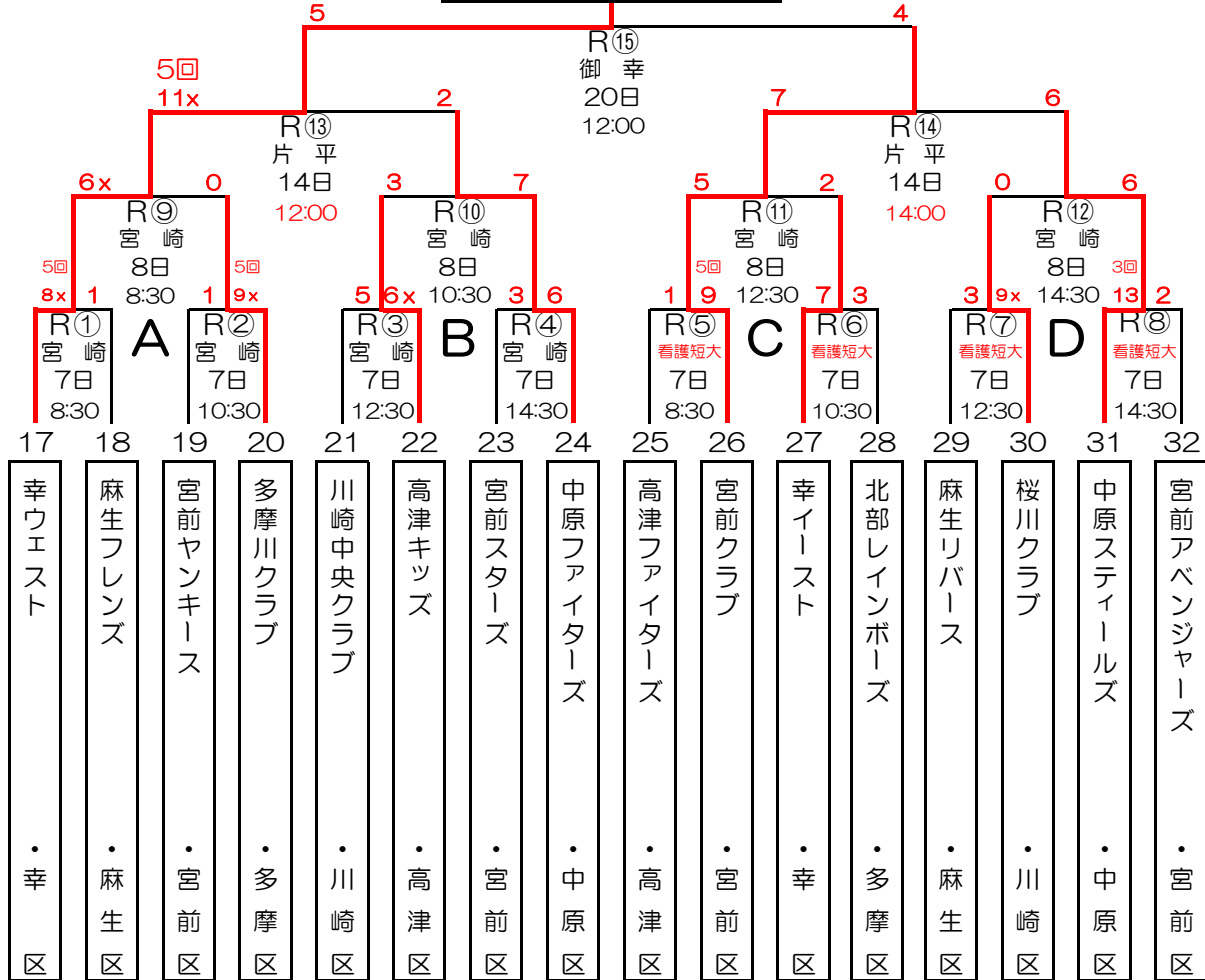 5 4
R⑮
御 幸
20日
12:00
5回
11x 2 7 6
R⑬ R⑭
片 平 片 平
14日 14日
12:00 14:00
6x 0 3 7 5 2 0 6
R⑨ R⑩ R⑪ R⑫
宮 崎 宮 崎 宮 崎 宮 崎
8日 8日 8日 8日
8:30 10:30 12:30 14:30
5回 5回 5回 3回
8x 1 1 9x 5 6x 3 6 1 9 7 3 3 9x 13 2
A B C D
R① R② R③ R④ R⑤ R⑥ R⑦ R⑧
宮 崎 宮 崎 宮 崎 宮 崎 看護短大 看護短大 看護短大 看護短大
7日 7日 7日 7日 7日 7日 7日 7日
8:30 10:30 12:30 14:30 8:30 10:30 12:30 14:30
17 18 19 20 21 22 23 24 25 26 27 28 29 30 31 32
幸ウェスト ・幸 区
麻生フレンズ ・麻生区
宮前ヤンキース ・宮前区
多摩川クラブ ・多摩区
川崎中央クラブ ・川崎区
高津キッズ ・高津区
宮前スターズ ・宮前区
中原ファイターズ ・中原区
高津ファイターズ ・高津区
宮前クラブ ・宮前区
幸イースト ・幸 区
北部レインボーズ ・多摩区
麻生リバース ・麻生区
桜川クラブ ・川崎区
中原スティールズ ・中原区
宮前アベンジャーズ ・宮前区